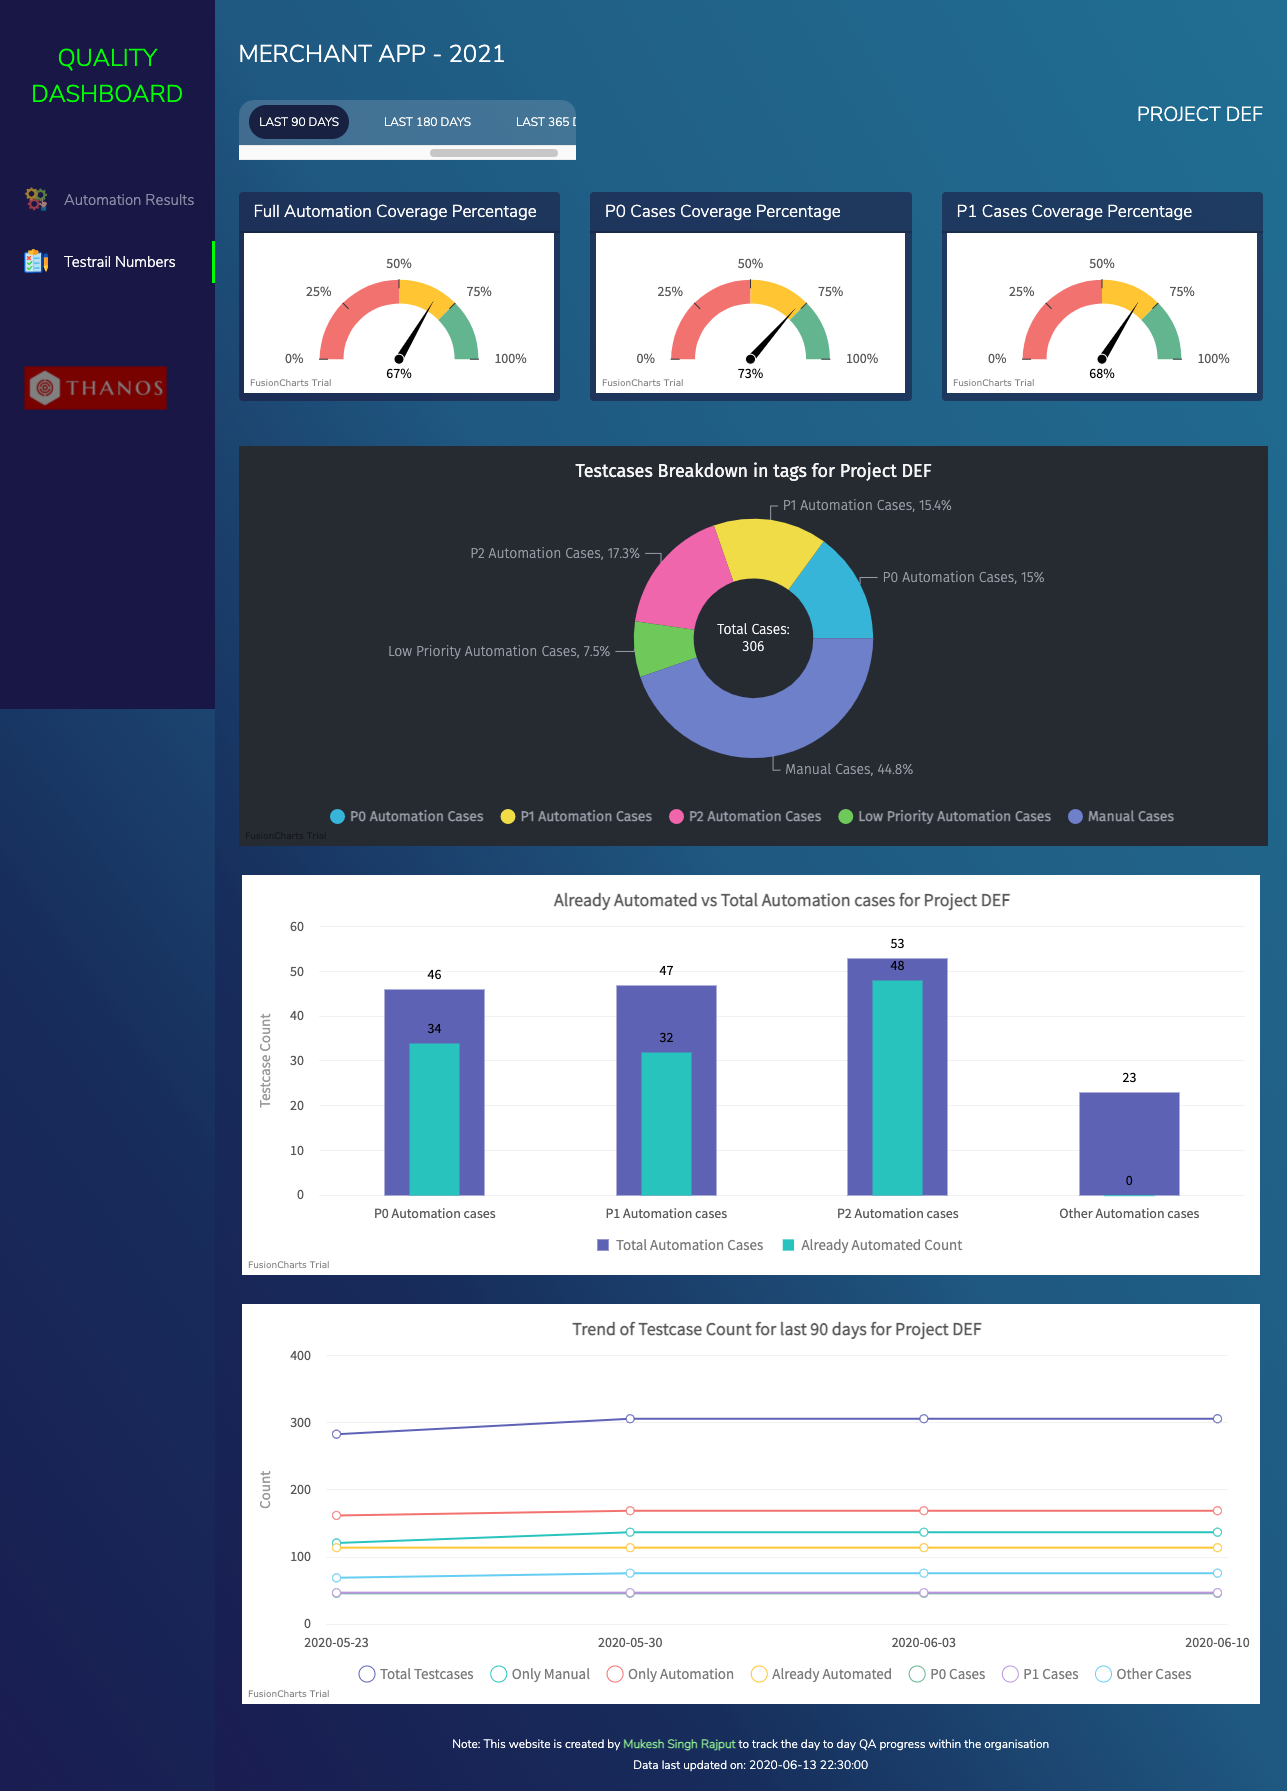 QUALITY
DASHBOARD
Automation Results
Testrail Numbers
THANOS
MERCHANT APP - 2021
LAST 90 DAYS
LAST 180 DAYS
LAST 365 D
PROJECT DEF
Full Automation Coverage Percentage
0%
25%
50%
75%
100%
67%
FusionCharts Trial
P0 Cases Coverage Percentage
0%
25%
50%
75%
100%
73%
FusionCharts Trial
P1 Cases Coverage Percentage
0%
25%
50%
75%
100%
68%
FusionCharts Trial
Testcases Breakdown in tags for Project DEF
P1 Automation Cases, 15.4%
P2 Automation Cases, 17.3%
P0 Automation Cases, 15%
Total Cases:
306
Low Priority Automation Cases, 7.5%
Manual Cases, 44.8%
P0 Automation Cases
P1 Automation Cases
P2 Automation Cases
Low Priority Automation Cases
Manual Cases
FusionCharts Trial
Already Automated vs Total Automation cases for Project DEF
Testcase Count
60
50
40
30
20
10
0
46
34
47
32
53
48
23
0
P0 Automation cases
P1 Automation cases
P2 Automation cases
Other Automation cases
Total Automation Cases
Already Automated Count
FusionCharts Trial
Trend of Testcase Count for last 90 days for Project DEF
Count
400
300
200
100
0
2020-05-23
2020-05-30
2020-06-03
2020-06-10
Total Testcases
Only Manual
Only Automation
Already Automated
P0 Cases
P1 Cases
Other Cases
FusionCharts Trial
Note: This website is created by Mukesh Singh Rajput to track the day to day QA progress within the organisation
Data last updated on: 2020-06-13 22:30:00